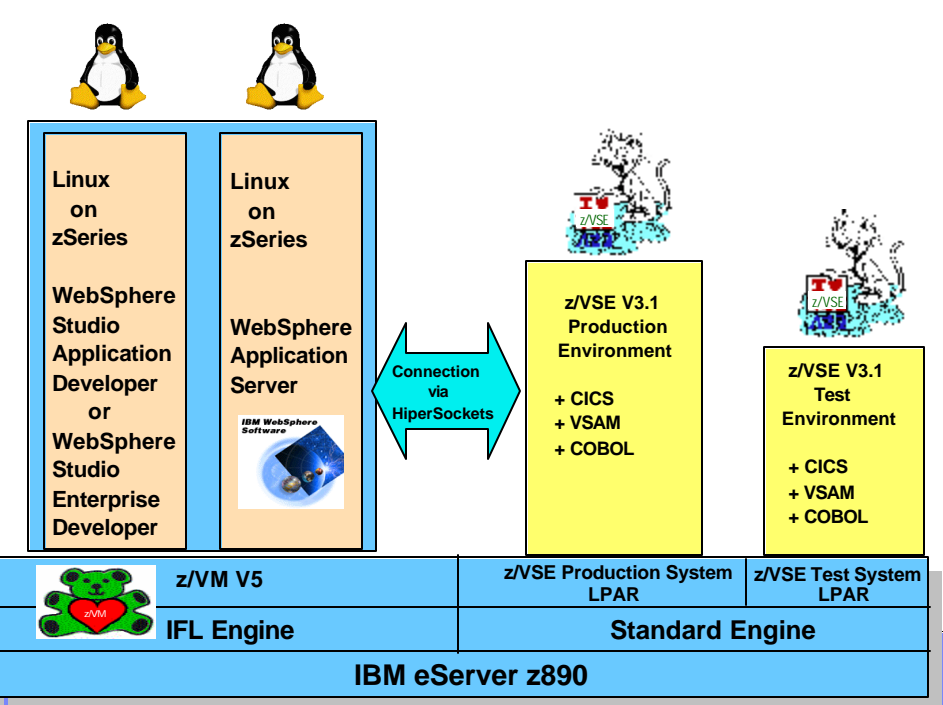 Linux
on
zSeries
WebSphere
Studio
Application
Developer
or
WebSphere
Studio
Enterprise
Developer
Linux
on
zSeries
WebSphere
Application
Server
IBM WebSphere
Software
Connection
via
HiperSockets
I
z/VSE
z/VSE V3.1
Production
Environment
+ CICS
+ VSAM
+ COBOL
I
z/VSE
z/VSE V3.1
Test
Environment
+ CICS
+ VSAM
+ COBOL
z/VM
z/VM V5
z/VSE Production System
LPAR
z/VSE Test System
LPAR
IFL Engine
Standard Engine
IBM eServer z890